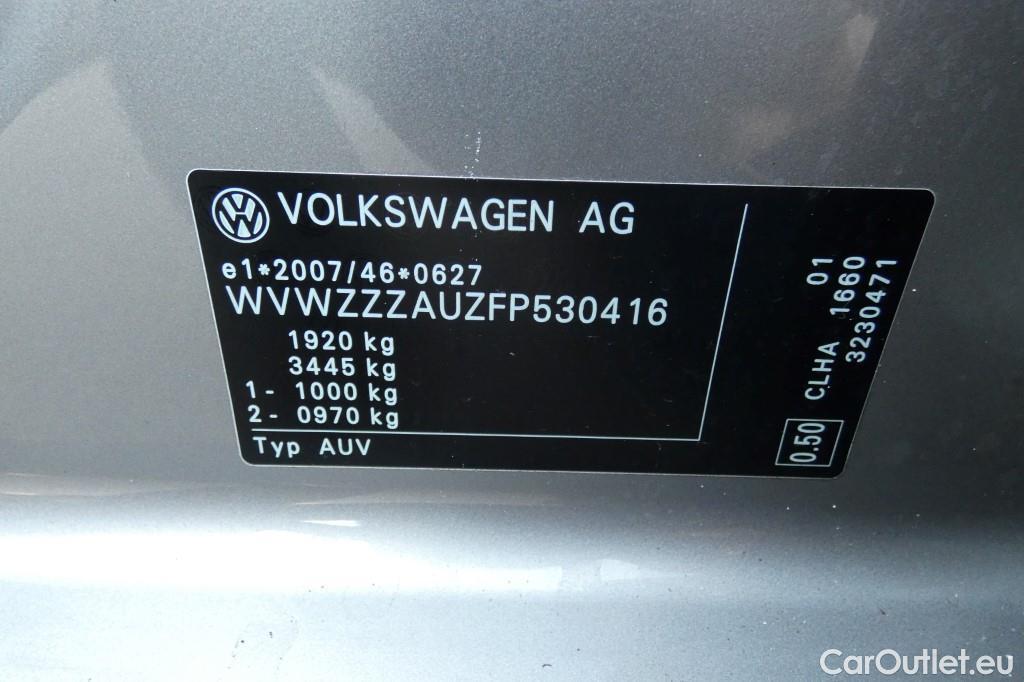 VOLKSWAGEN AG
e1*2007/46*0627
WVWZZZAUZFP530416
1920 kg
3445 kg
1- 1000 kg
2- 0970 kg
Typ AUV
0.50
CLHA 1660 01
3230471
CarOutlet.eu